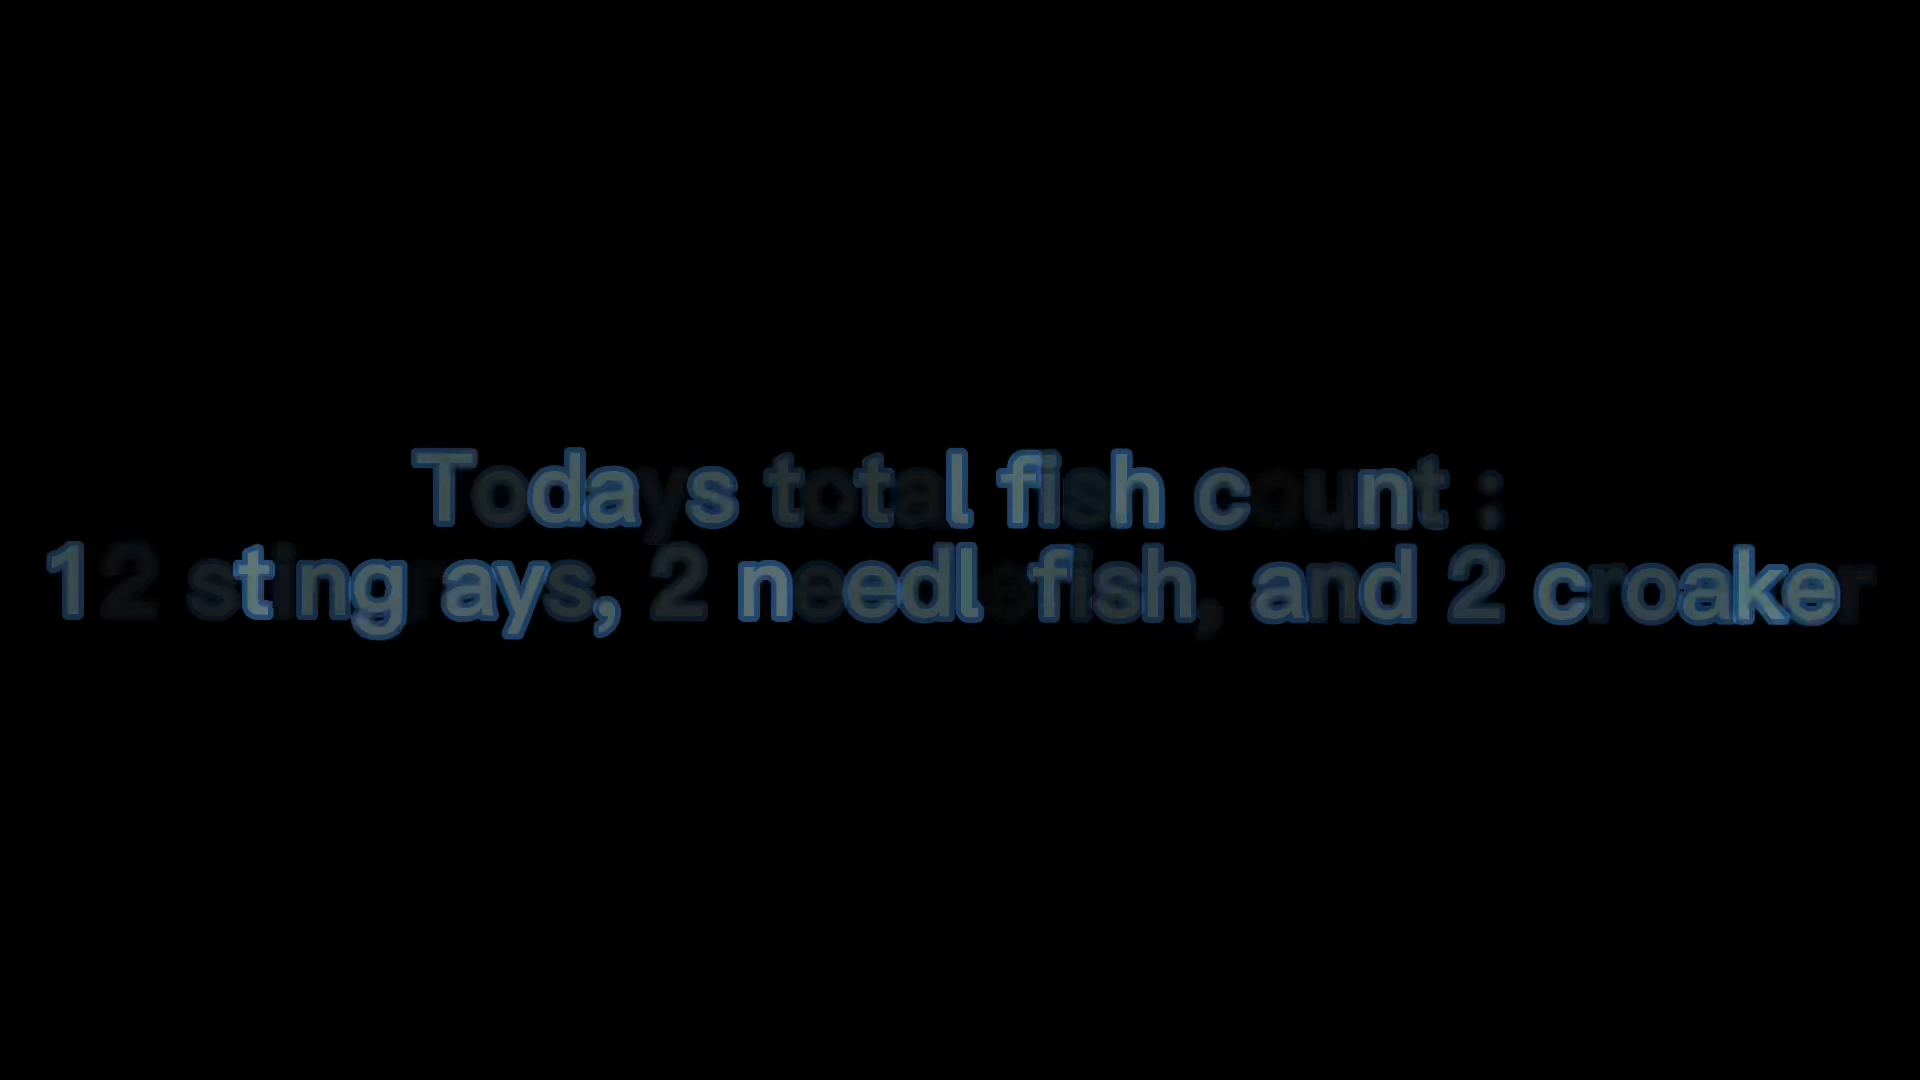 Todays total fish count :
12 stingrays, 2 needlefish, and 2 croaker